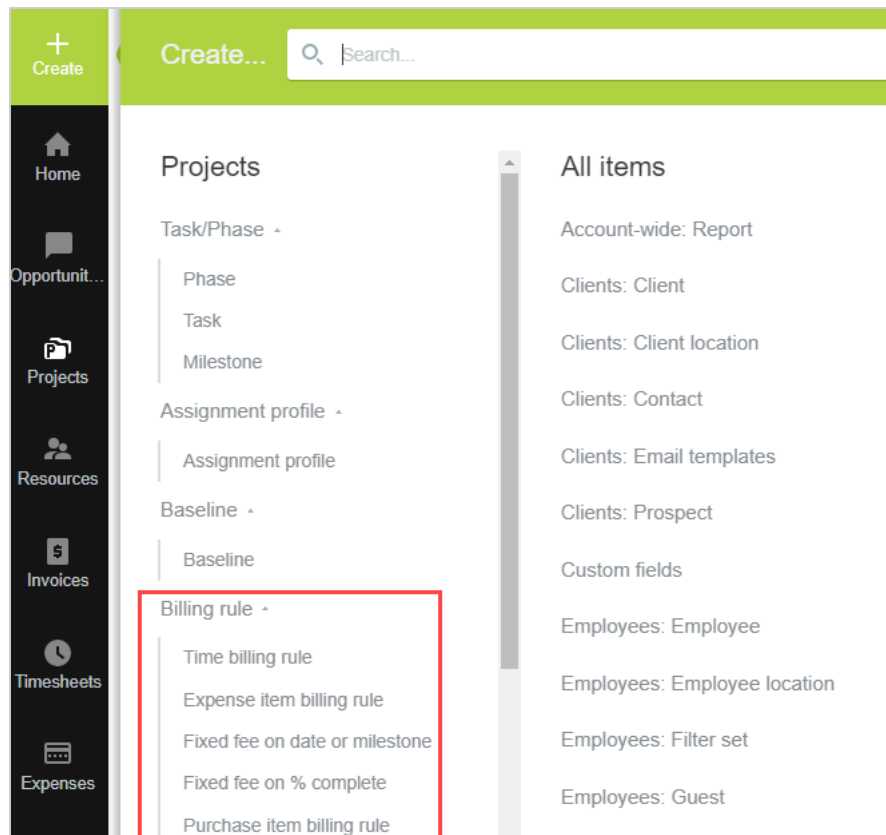 Create
Home
Opportunit...
Projects
Resources
Invoices
Timesheets
Expenses
Create...
Search...
Projects
Task/Phase
Phase
Task
Milestone
Assignment profile
Assignment profile
Baseline
Baseline
Billing rule
Time billing rule
Expense item billing rule
Fixed fee on date or milestone
Fixed fee on % complete
Purchase item billing rule
All items
Account-wide: Report
Clients: Client
Clients: Client location
Clients: Contact
Clients: Email templates
Clients: Prospect
Custom fields
Employees: Employee
Employees: Employee location
Employees: Filter set
Employees: Guest